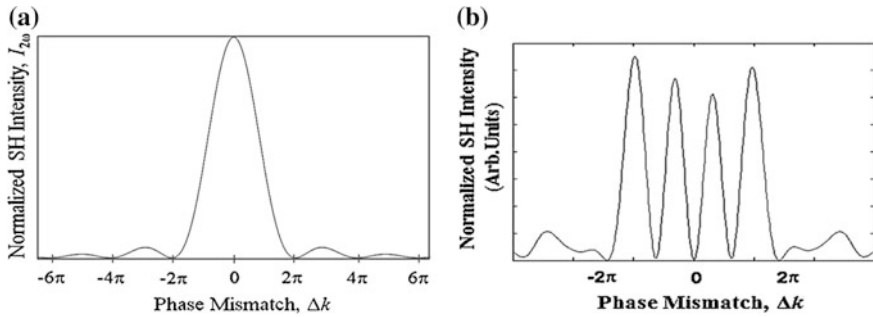 (a)
Normalized SH Intensity, I2ω
-6π -4π -2π 0 2π 4π 6π
Phase Mismatch, Δk
(b)
Normalized SH Intensity
(Arb.Units)
-2π 0 2π
Phase Mismatch, Δk